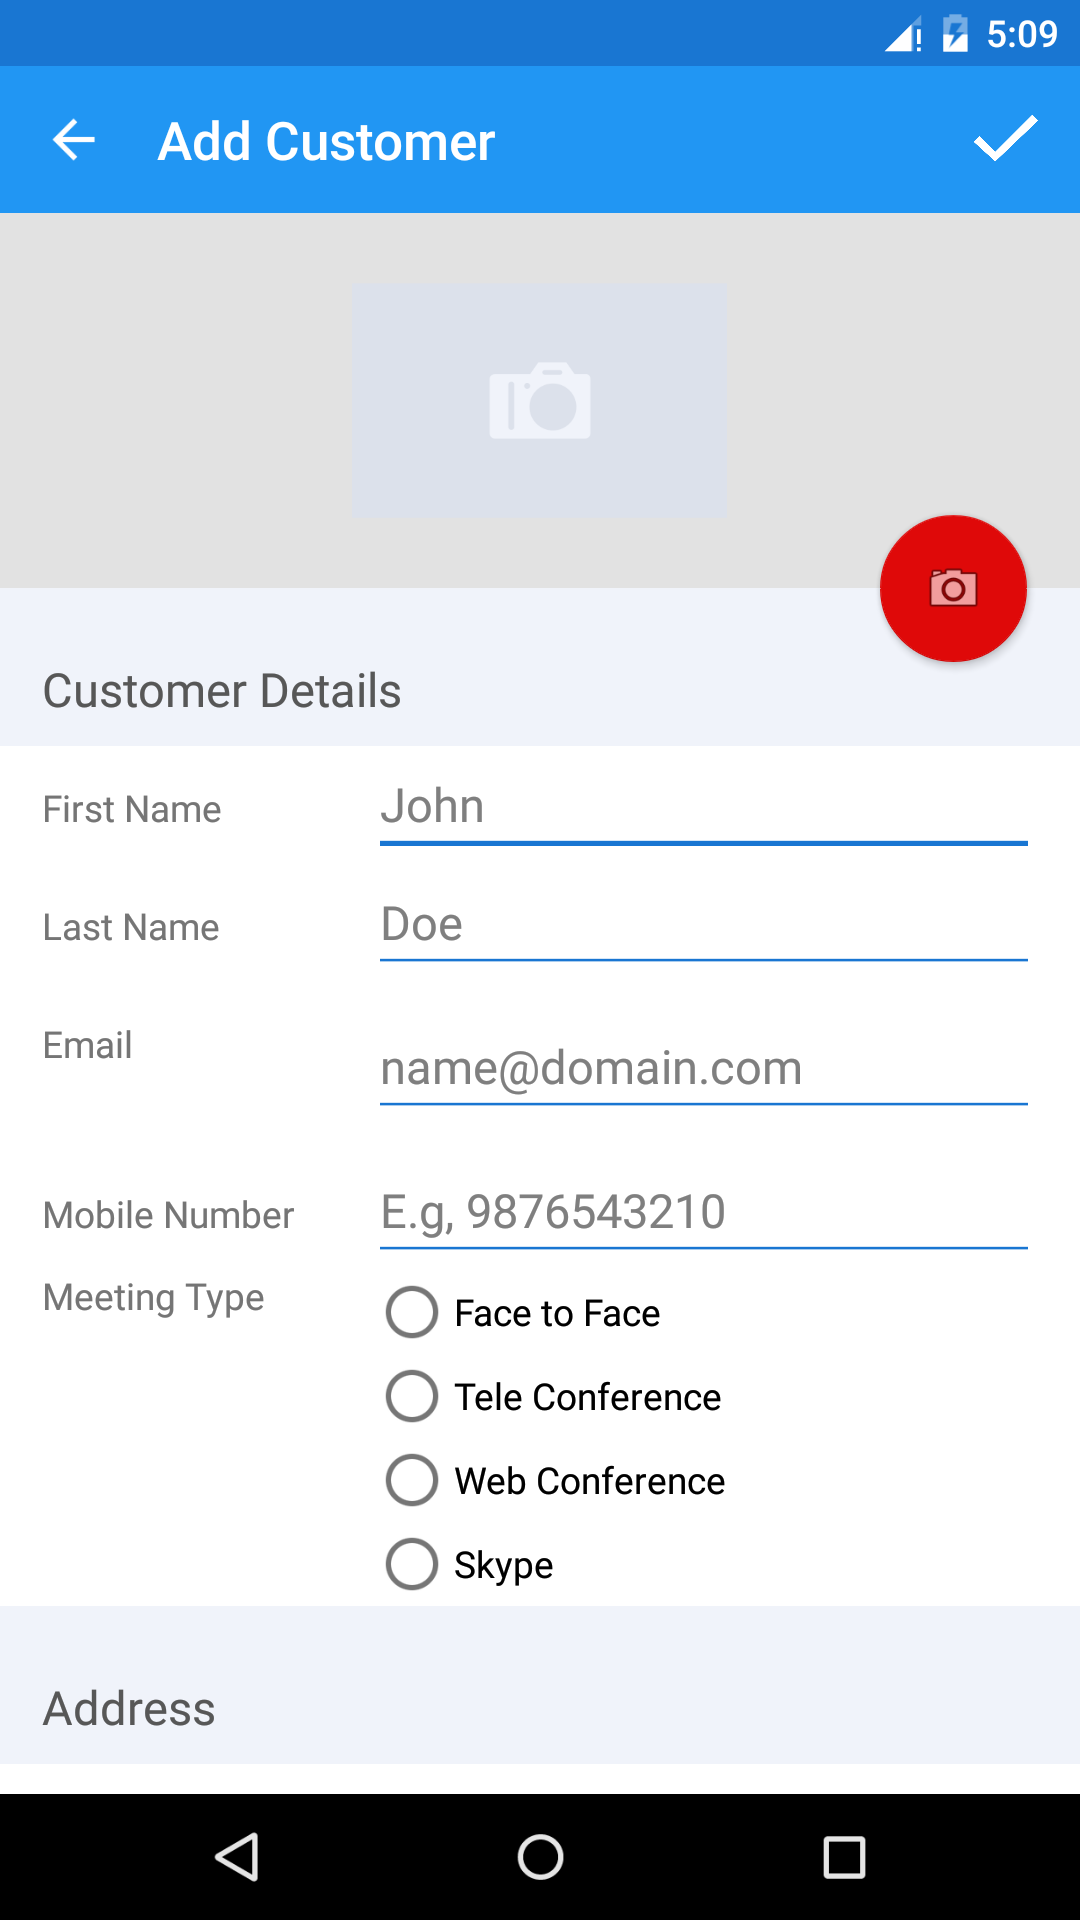 5:09
Add Customer
Customer Details
First Name John
Last Name Doe
Email name@domain.com
Mobile Number E.g, 9876543210
Meeting Type Face to Face
Tele Conference
Web Conference
Skype
Address